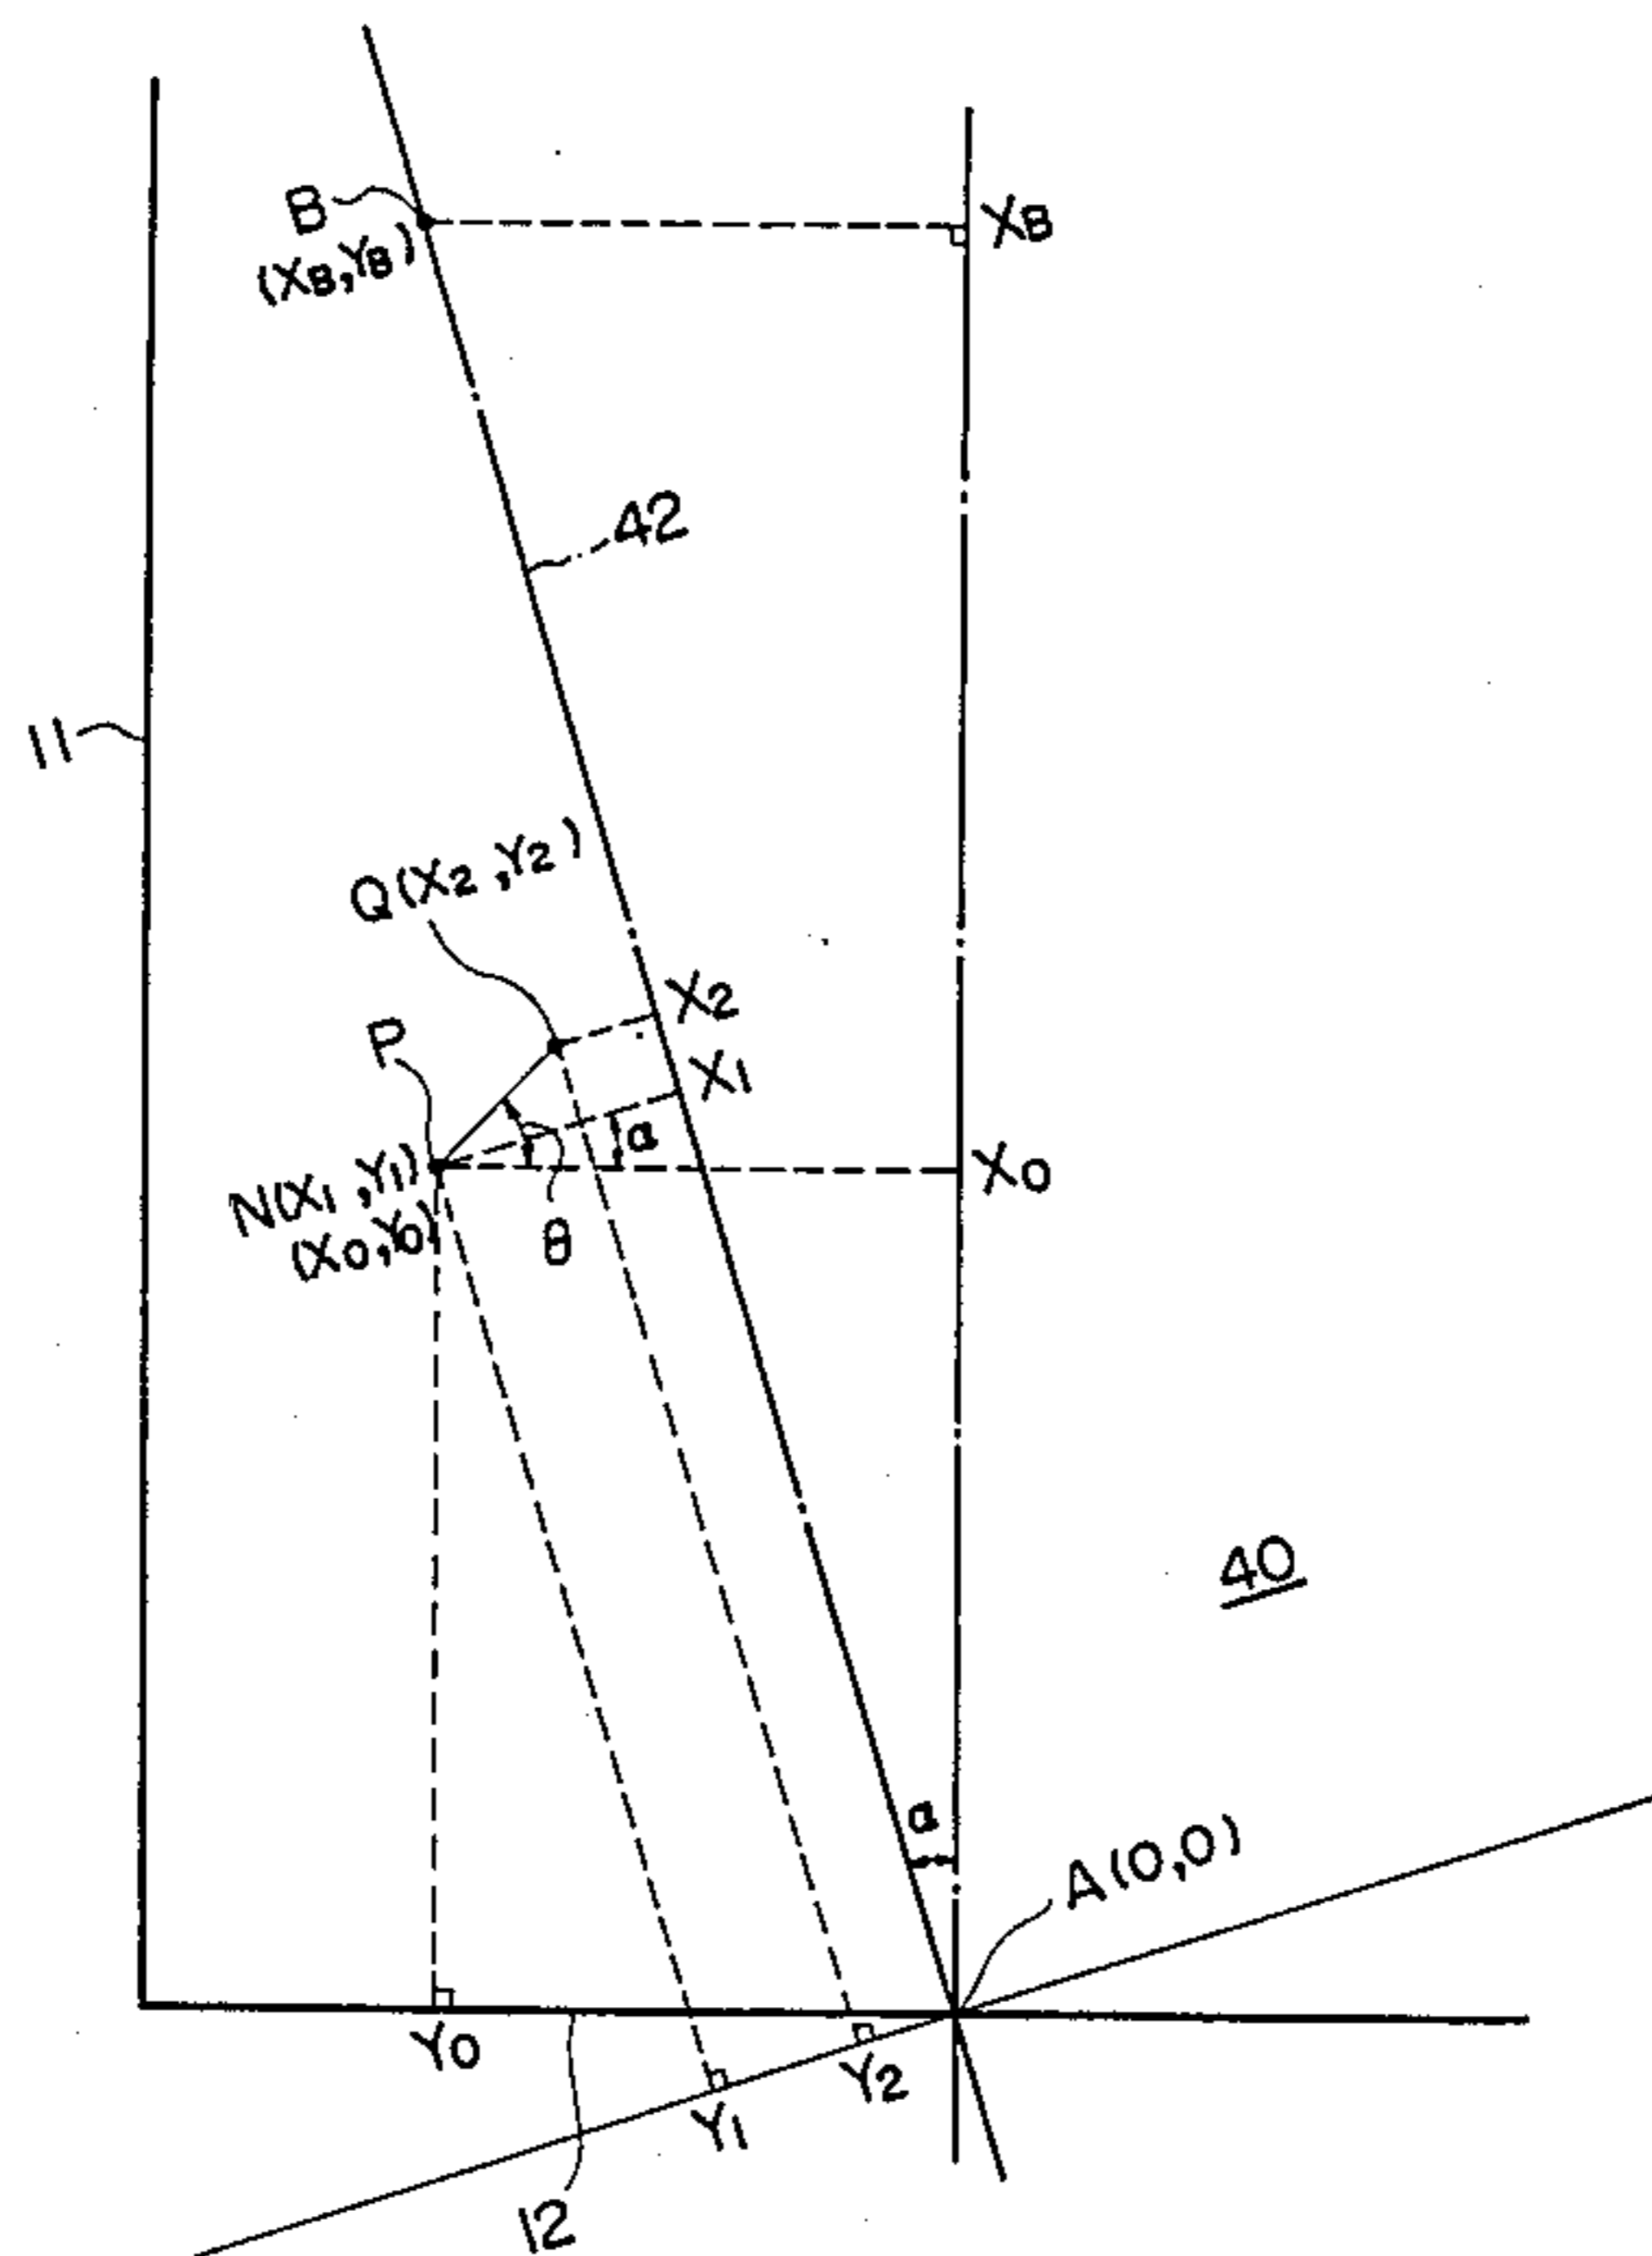 B
(XB,YB)
XB
42
11
Q(X2,Y2)
X2
P
X1
a
X0
N(X1,Y1)
(X0,Y0)
θ
40
a
A(0,0)
Y0
Y2
Y1
12